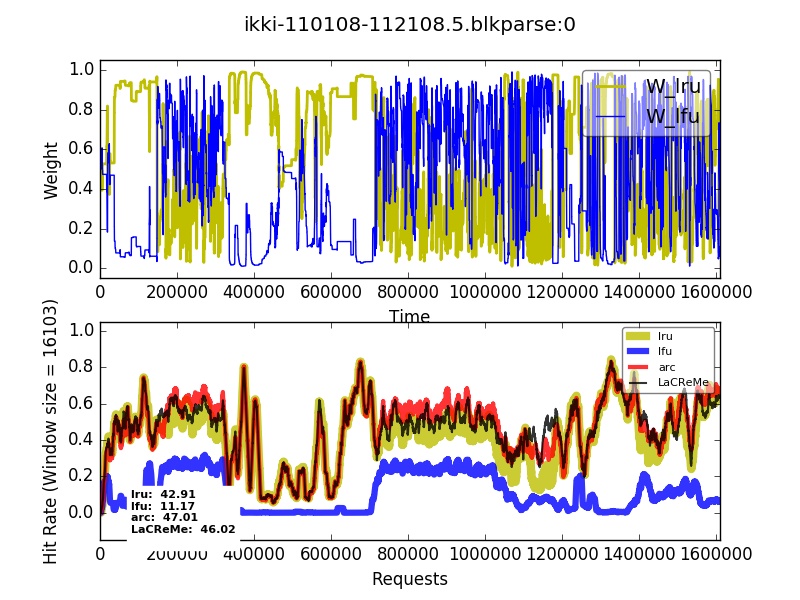 ikki-110108-112108.5.blkparse:0
1.0
0.8
0.6
0.4
0.2
0.0
Weight
W_lru
W_lfu
0 200000 400000 600000 800000 1000000 1200000 1400000 1600000
Time
1.0
0.8
0.6
0.4
0.2
0.0
Hit Rate (Window size = 16103)
lru
lfu
arc
LaCReMe
lru: 42.91
lfu: 11.17
arc: 47.01
LaCReMe: 46.02
0 200000 400000 600000 800000 1000000 1200000 1400000 1600000
Requests